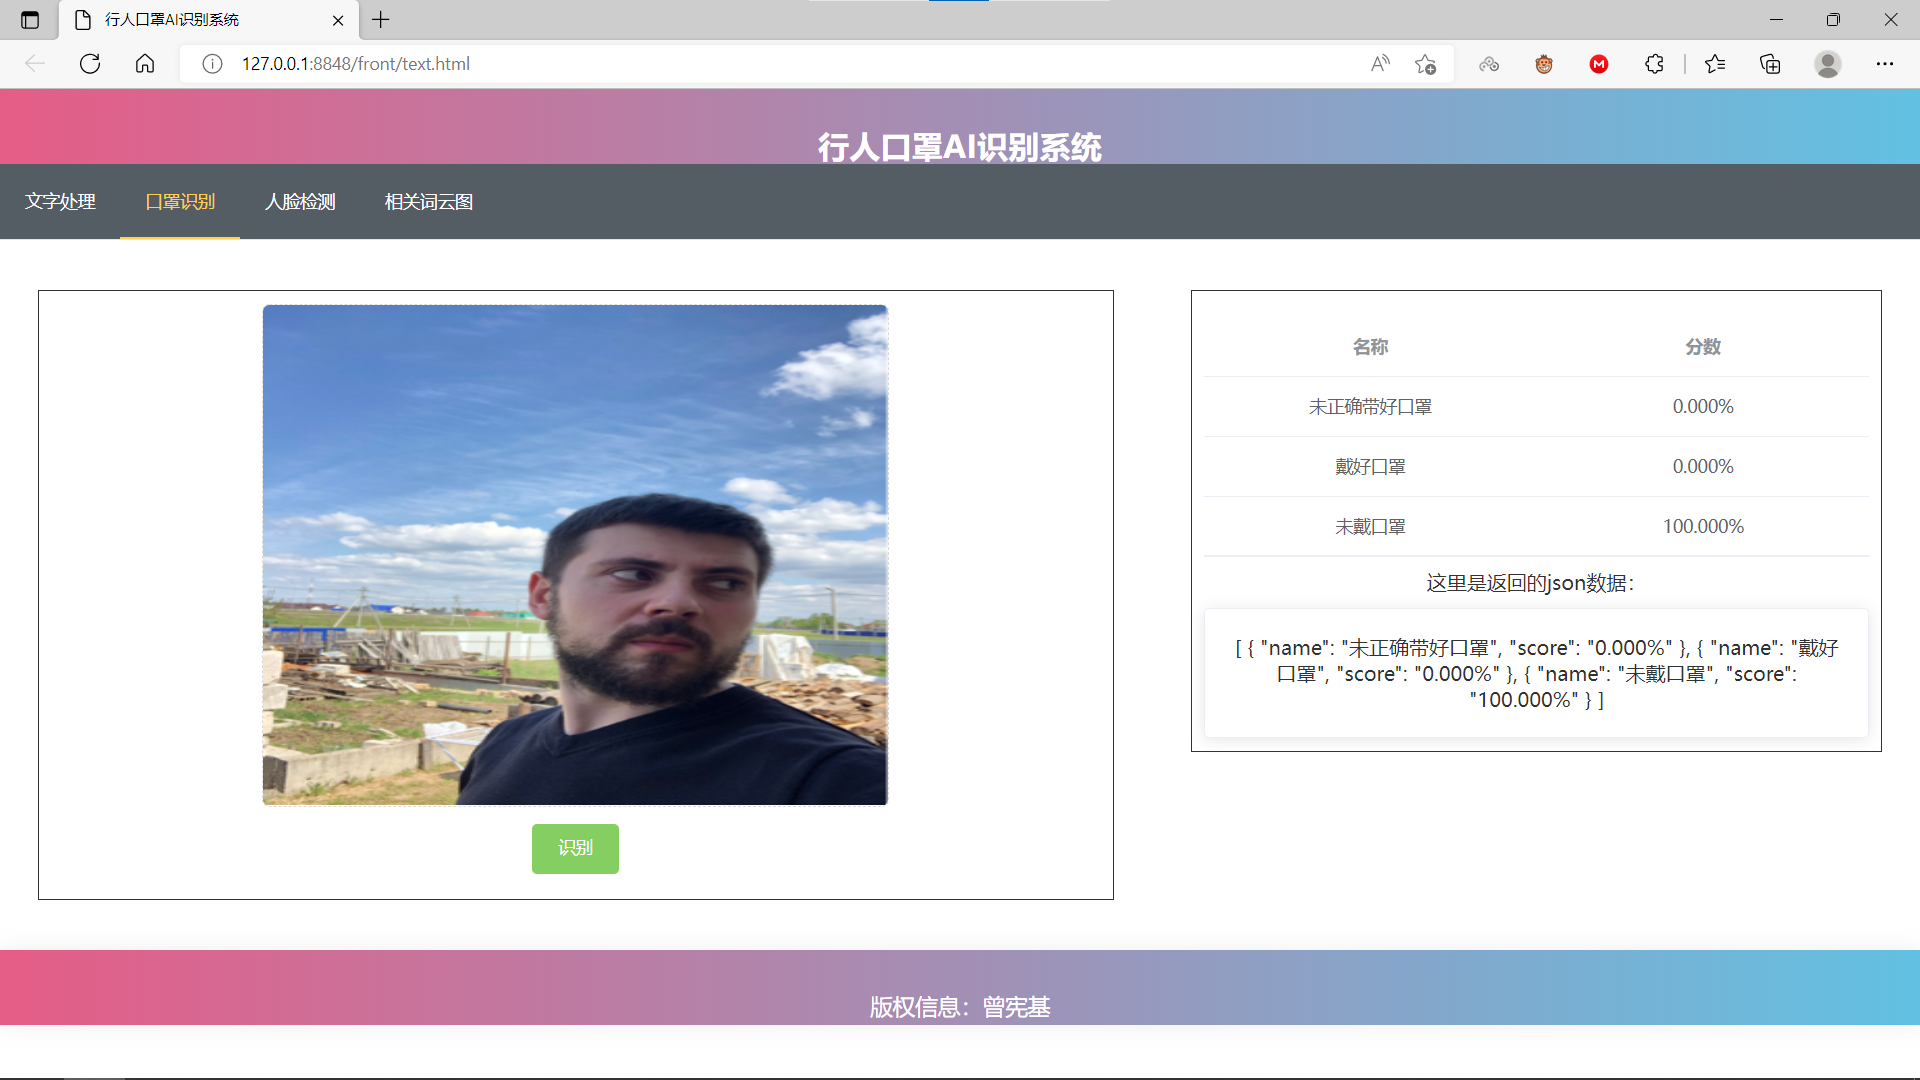 行人口罩AI识别系统
127.0.0.1:8848/front/text.html
行人口罩AI识别系统
文字处理 口罩识别 人脸检测 相关词云图
名称 分数
未正确带好口罩 0.000%
戴好口罩 0.000%
未戴口罩 100.000%
这里是返回的json数据：
[ { "name": "未正确带好口罩", "score": "0.000%" }, { "name": "戴好
口罩", "score": "0.000%" }, { "name": "未戴口罩", "score":
"100.000%" } ]
识别
版权信息：曾宪基